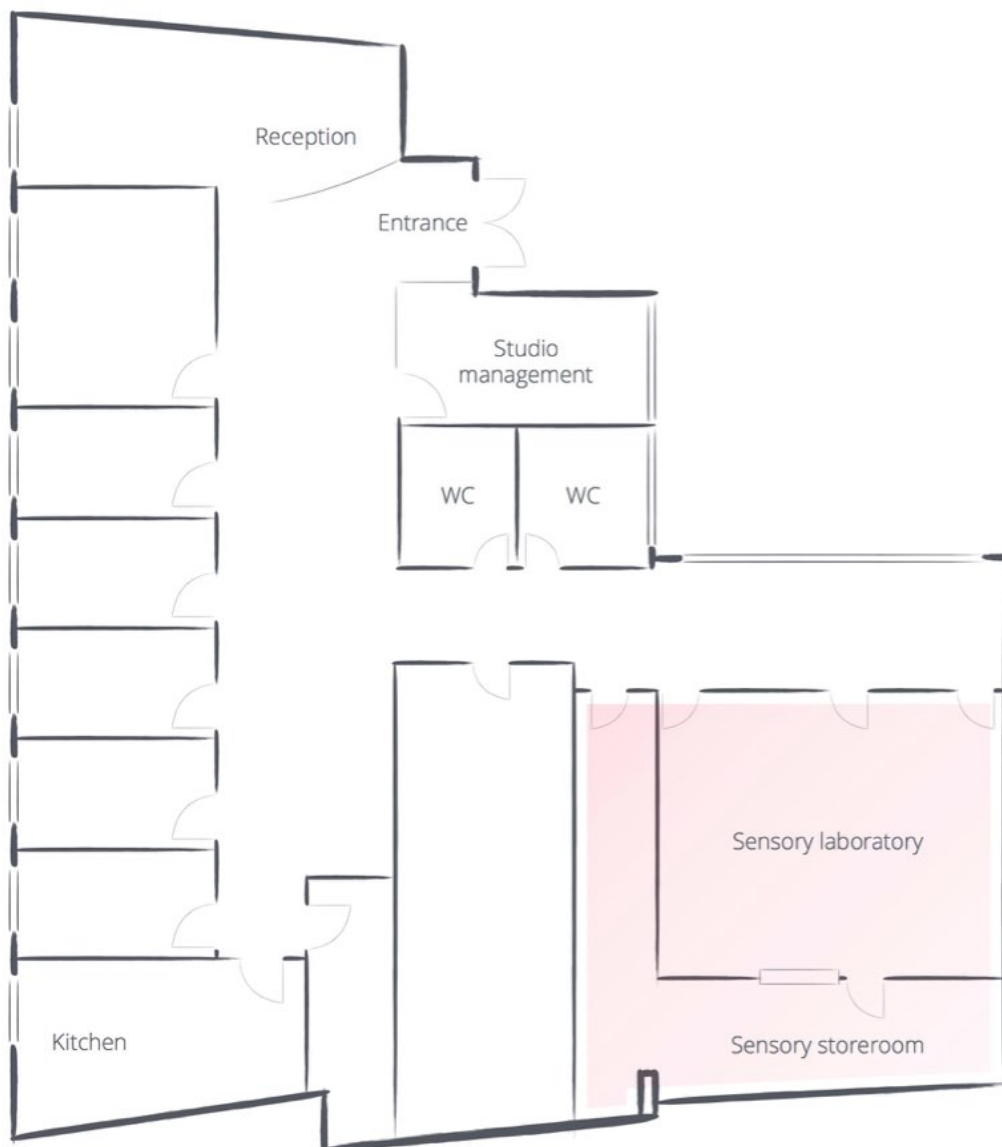 Reception
Entrance
Studio
management
WC
WC
Sensory laboratory
Sensory storeroom
Kitchen